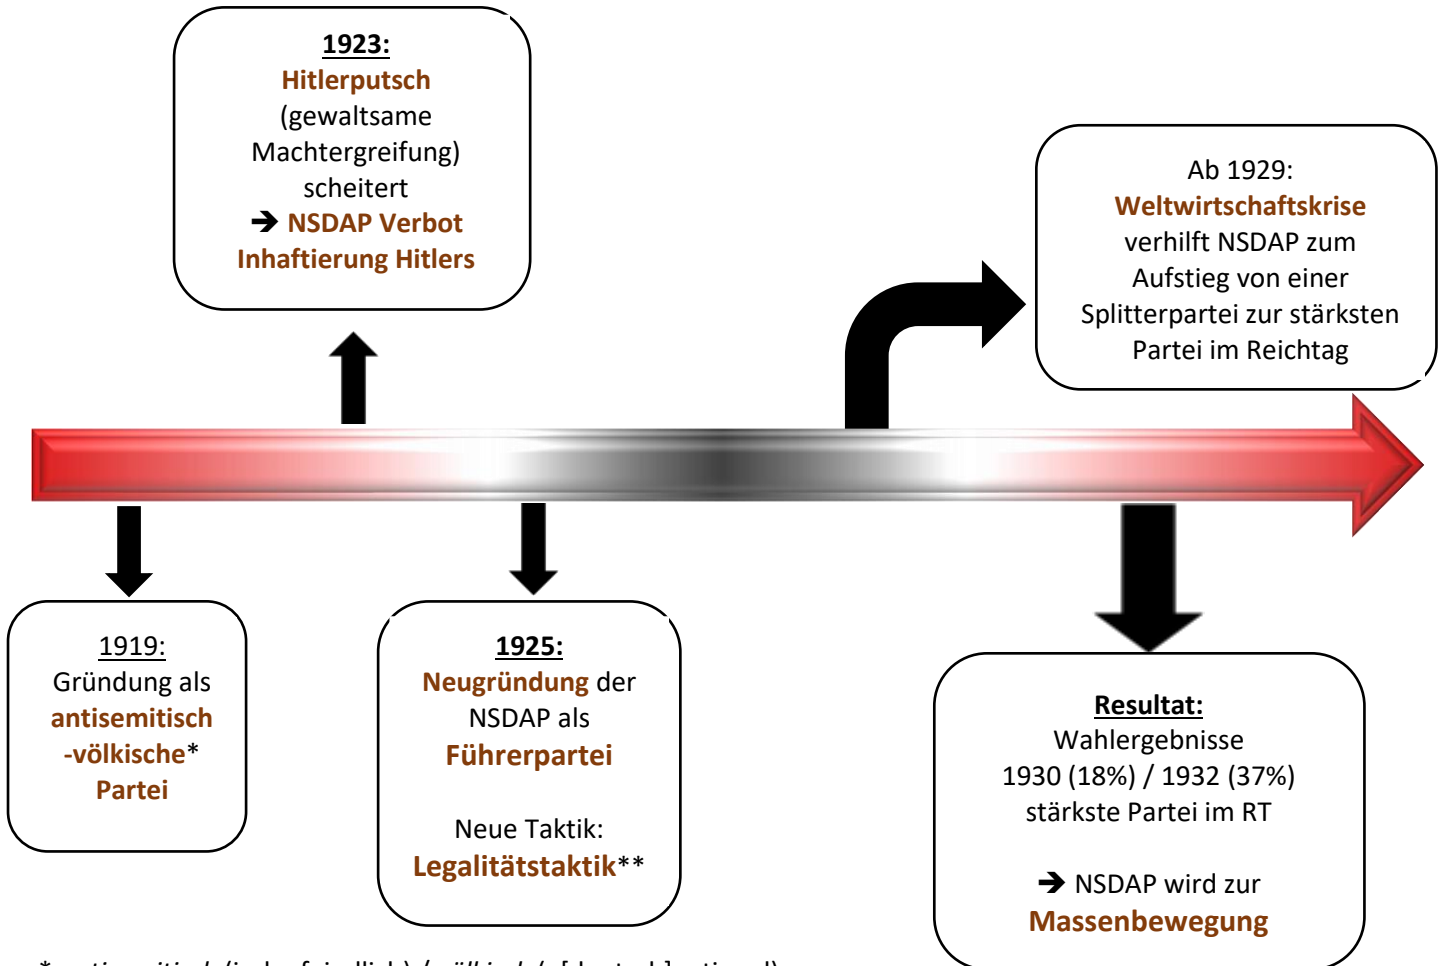 1923:
Hitlerputsch
(gewaltsame
Machtergreifung)
scheitert
➔ NSDAP Verbot
Inhaftierung Hitlers
Ab 1929:
Weltwirtschaftskrise
verhilft NSDAP zum
Aufstieg von einer
Splitterpartei zur stärksten
Partei im Reichtag
1919:
Gründung als
antisemitisch
-völkische*
Partei
1925:
Neugründung der
NSDAP als
Führerpartei
Neue Taktik:
Legalitätstaktik**
Resultat:
Wahlergebnisse
1930 (18%) / 1932 (37%)
stärkste Partei im RT
➔ NSDAP wird zur
Massenbewegung